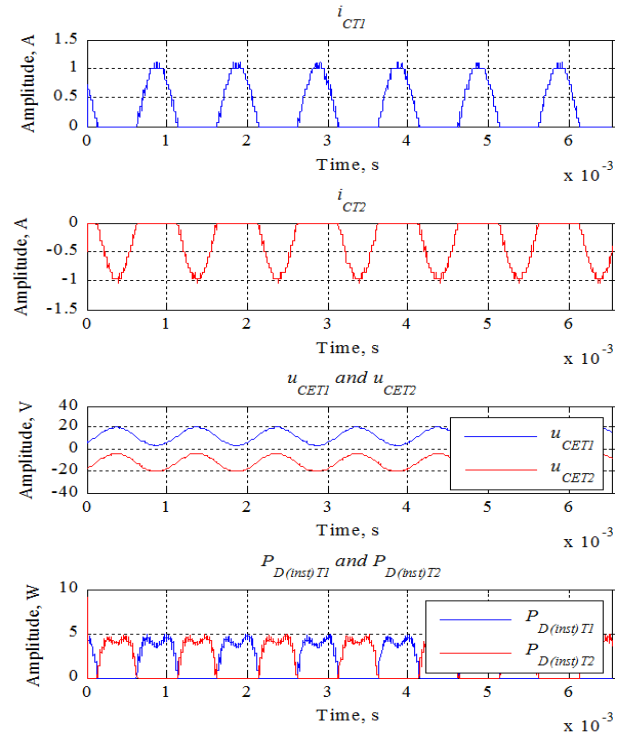 i_CT1
Amplitude, A
1.5
1
0.5
0
0 1 2 3 4 5 6
Time, s
x 10^-3
i_CT2
Amplitude, A
0
-0.5
-1
-1.5
0 1 2 3 4 5 6
Time, s
x 10^-3
u_CET1 and u_CET2
Amplitude, V
40
20
0
-20
-40
u_CET1
u_CET2
0 1 2 3 4 5 6
Time, s
x 10^-3
P_D(inst)T1 and P_D(inst)T2
Amplitude, W
10
5
0
P_D(inst)T1
P_D(inst)T2
0 1 2 3 4 5 6
Time, s
x 10^-3